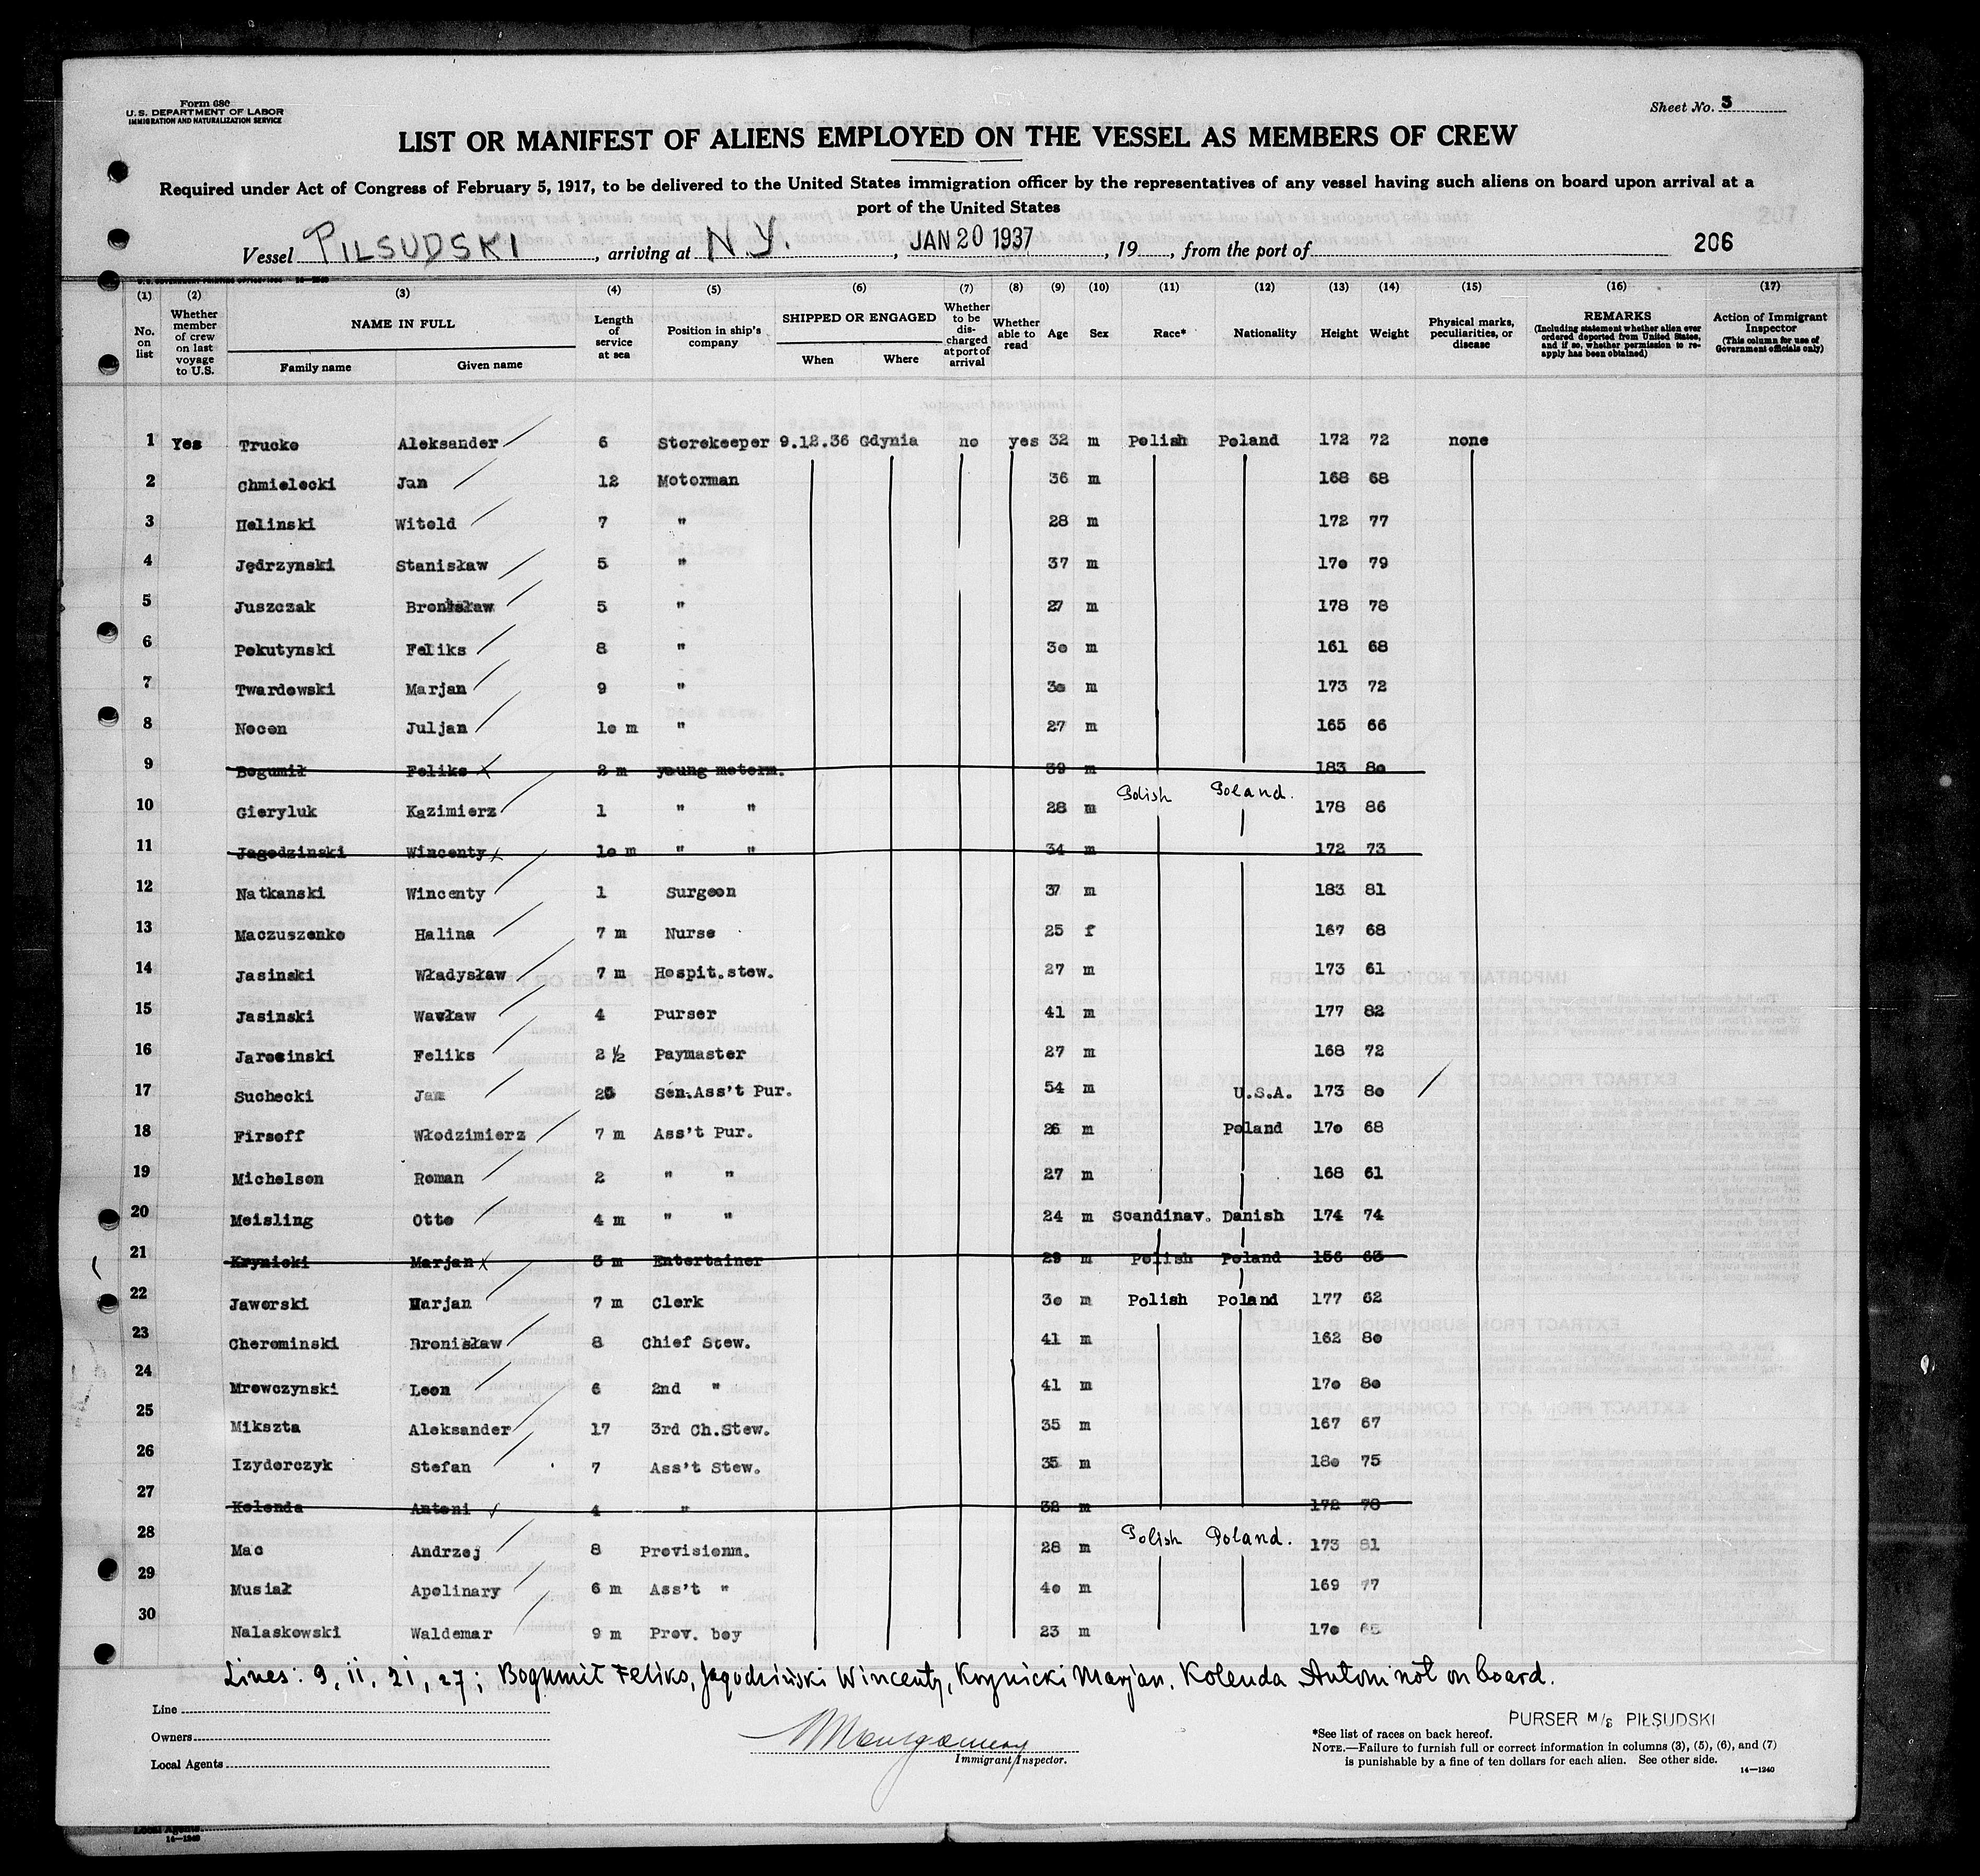 Form 680
U. S. DEPARTMENT OF LABOR
IMMIGRATION AND NATURALIZATION SERVICE
Sheet No. 3
LIST OR MANIFEST OF ALIENS EMPLOYED ON THE VESSEL AS MEMBERS OF CREW
Required under Act of Congress of February 5, 1917, to be delivered to the United States immigration officer by the representatives of any vessel having such aliens on board upon arrival at a
port of the United States
207
Vessel PILSUDSKI, arriving at N.Y., JAN 20 1937, 19, from the port of 206
(1) (2) (3) (4) (5) (6) (7) (8) (9) (10) (11) (12) (13) (14) (15) (16) (17)
No. on list Whether member of crew on last voyage to U.S. NAME IN FULL Family name Given name Length of service at sea Position in ship's company SHIPPED OR ENGAGED When Where Whether to be discharged at port of arrival Whether able to read Age Sex Race* Nationality Height Weight Physical marks, peculiarities, or disease REMARKS (Including statement whether alien ever ordered deported from United States, and if so, whether permission to re-apply has been obtained) Action of Immigrant Inspector (This column for use of Government officials only)
1 Yes Trucko Aleksander 6 Storekeeper 9.12.36 Gdynia no yes 32 m Polish Poland 172 72 none
2 Chmielecki Jan 12 Motorman 36 m 168 68
3 Holinski Witold 7 " 28 m 172 77
4 Jędrzynski Stanisław 5 " 37 m 170 79
5 Juszczak Bronisław 5 " 27 m 178 78
6 Pokutynski Feliks 8 " 30 m 161 68
7 Twardowski Marjan 9 " 30 m 173 72
8 Nocon Juljan 10 m " 27 m 165 66
9 Bogumił Feliks 2 m young motorm. 39 m 183 80
10 Gieryluk Kazimierz 1 " " 28 m Polish Poland. 178 86
11 Jagodzinski Wincenty 10 m " " 34 m 172 73
12 Natkanski Wincenty 1 Surgeon 37 m 183 81
13 Maczuszenko Halina 7 m Nurse 25 f 167 68
14 Jasinski Władysław 7 m Hospit.stew. 27 m 173 61
15 Jasinski Wacław 4 Purser 41 m 177 82
16 Jarosinski Feliks 2 ½ Paymaster 27 m 168 72
17 Suchecki Jan Sen.Ass't Pur. 54 m U.S.A. 173 80
18 Firsoff Włodzimierz 7 m Ass't Pur. 26 m Poland 170 68
19 Michelson Roman 2 " " 27 m 168 61
20 Meisling Otto 4 m " " 24 m Scandinav. Danish 174 74
21 Krynicki Marjan 3 m Entertainer 29 m Polish Poland 156 63
22 Jaworski Marjan 7 m Clerk 30 m Polish Poland 177 62
23 Chorominski Bronisław 8 Chief Stew. 41 m 162 80
24 Mrowczynski Leon 6 2nd " 41 m 170 80
25 Mikszta Aleksander 17 3rd Ch.Stew. 35 m 167 67
26 Izydorczyk Stefan 7 Ass't Stew. 35 m 180 75
27 Kolenda Antoni 4 " 32 m 172 70
28 Mac Andrzej 8 Provisionm. 28 m Polish Poland. 173 81
29 Musiał Apolinary 6 m Ass't " 40 m 169 77
30 Nalaskowski Waldemar 9 m Prov. boy 23 m 170 65
Lines: 9, 11, 21, 27; Bogumił Feliks, Jagodziński Wincenty, Krynicki Marjan, Kolenda Antoni not on board.
Line
Owners
Local Agents
Montgomery
Immigrant Inspector.
PURSER M/S PIŁSUDSKI
*See list of races on back hereof.
NOTE.—Failure to furnish full or correct information in columns (3), (5), (6), and (7)
is punishable by a fine of ten dollars for each alien. See other side.
14—1240
Local Agents
14—1240